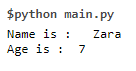 $python main.py
Name is :   Zara
Age is :  7